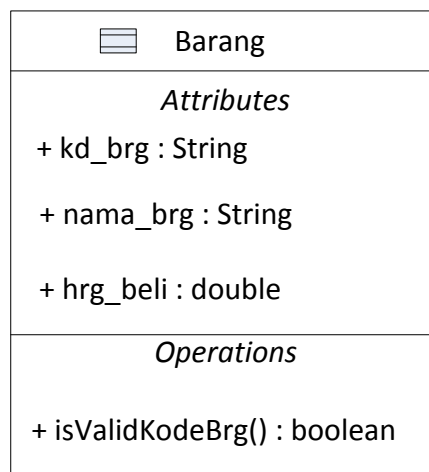 Barang
Attributes
+ kd_brg : String
+ nama_brg : String
+ hrg_beli : double
Operations
+ isValidKodeBrg() : boolean